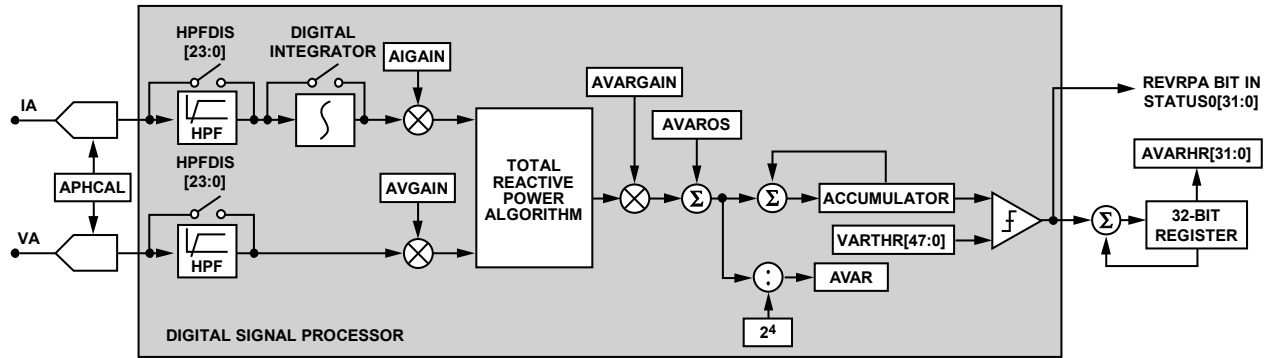 HPFDIS
[23:0]
DIGITAL
INTEGRATOR
AIGAIN
IA
HPF
AVARGAIN
AVAROS
REVRPA BIT IN
STATUS0[31:0]
APHCAL
HPFDIS
[23:0]
AVGAIN
TOTAL
REACTIVE
POWER
ALGORITHM
Σ
Σ
ACCUMULATOR
AVARHR[31:0]
VA
HPF
VARTHR[47:0]
Σ
32-BIT
REGISTER
:
AVAR
2⁴
DIGITAL SIGNAL PROCESSOR